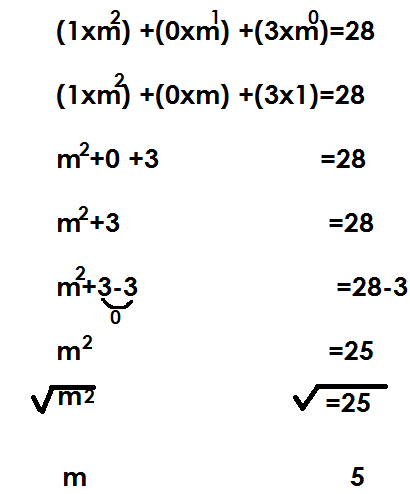 (1xm²) +(0xm¹) +(3xm⁰)=28
(1xm²) +(0xm) +(3x1)=28
m²+0 +3 =28
m²+3 =28
m²+3-3 =28-3
0
m² =25
√m² √=25
m 5